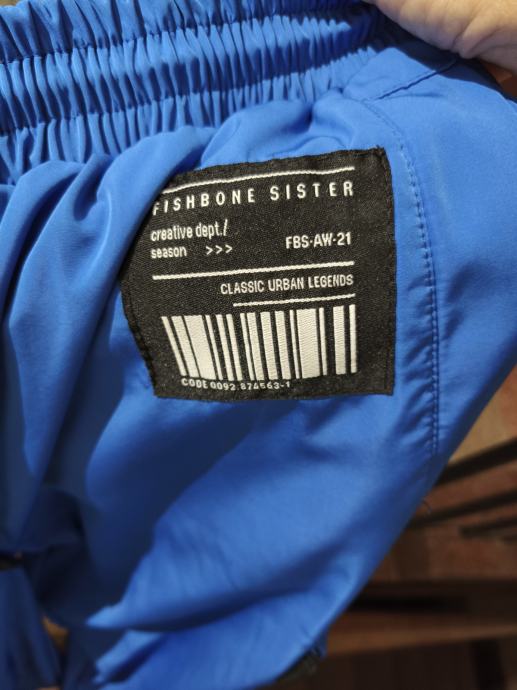 FISHBONE SISTER
creative dept./
season >>> FBS-AW-21
CLASSIC URBAN LEGENDS
CODE 0092.874563-1